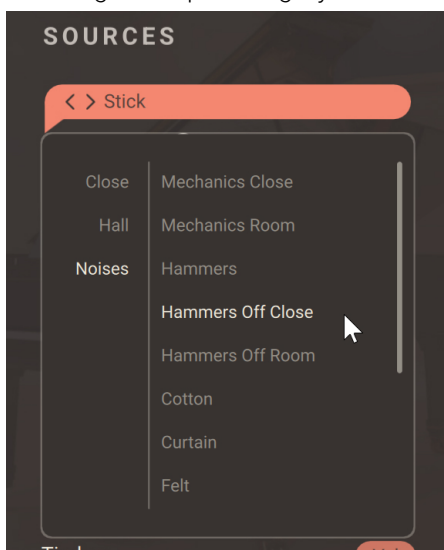 SOURCES
< > Stick
Close
Hall
Noises
Mechanics Close
Mechanics Room
Hammers
Hammers Off Close
Hammers Off Room
Cotton
Curtain
Felt